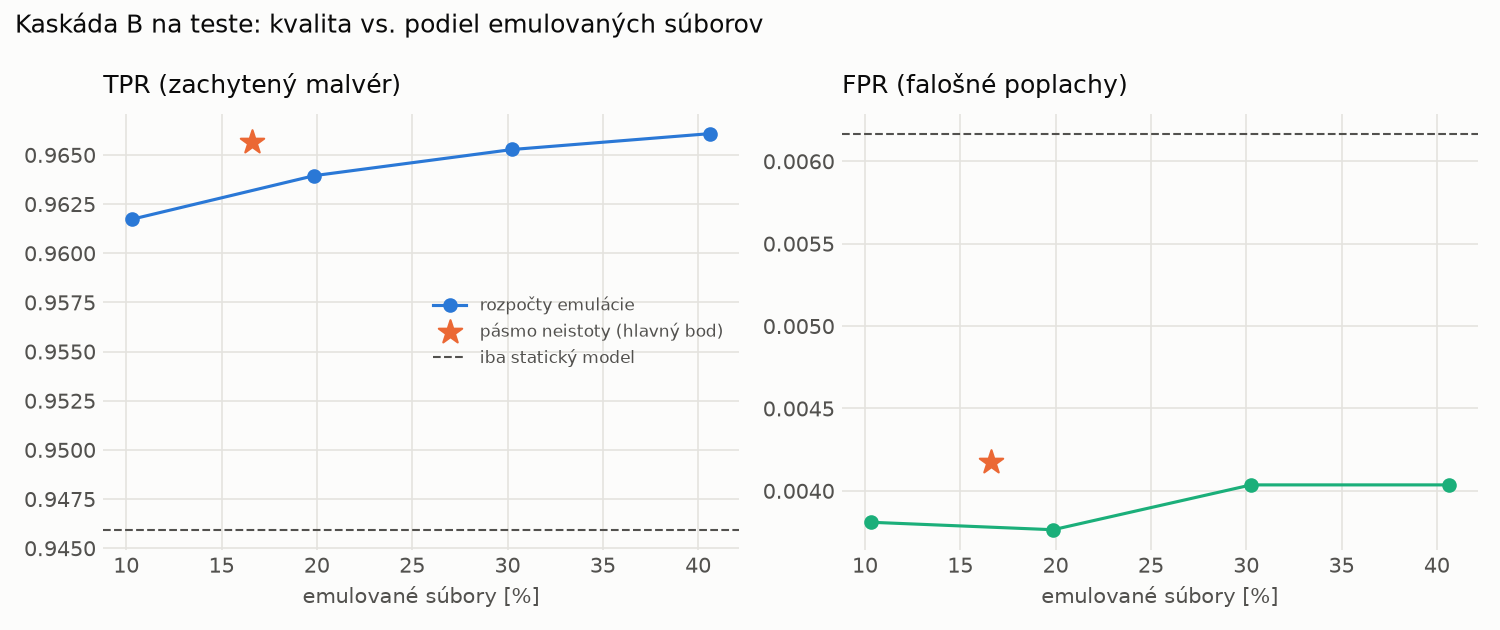 Kaskáda B na teste: kvalita vs. podiel emulovaných súborov
TPR (zachytený malvér)
0.9650
0.9625
0.9600
0.9575
0.9550
0.9525
0.9500
0.9475
0.9450
rozpočty emulácie
pásmo neistoty (hlavný bod)
iba statický model
10 15 20 25 30 35 40
emulované súbory [%]
FPR (falošné poplachy)
0.0060
0.0055
0.0050
0.0045
0.0040
10 15 20 25 30 35 40
emulované súbory [%]